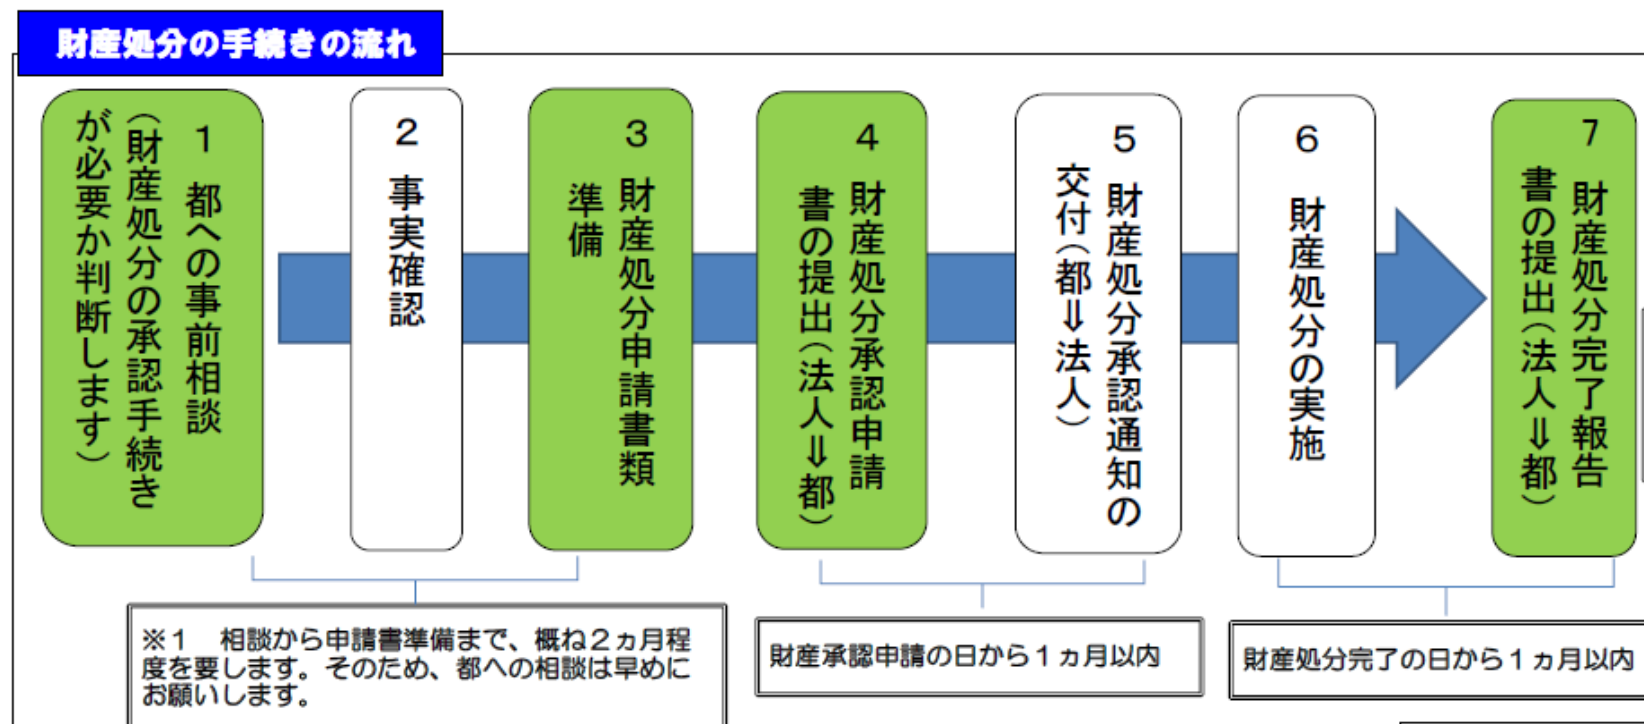 財産処分の手続きの流れ
1　都への事前相談
（財産処分の承認手続き
が必要か判断します）
2　事実確認
3　財産処分申請書類
準備
4　財産処分承認申請
書の提出（法人⇒都）
5　財産処分承認通知の
交付（都⇒法人）
6　財産処分の実施
7　財産処分完了報告
書の提出（法人⇒都）
※1　相談から申請書準備まで、概ね2ヵ月程
度を要します。そのため、都への相談は早めに
お願いします。
財産承認申請の日から1ヵ月以内
財産処分完了の日から1ヵ月以内